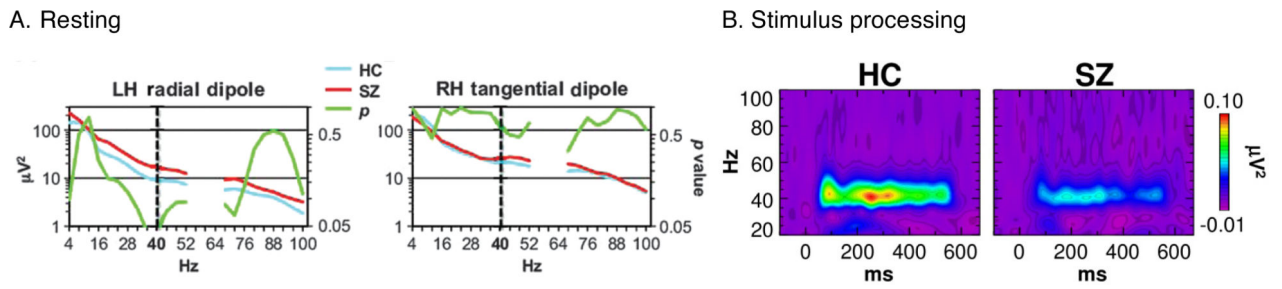 A. Resting
B. Stimulus processing
HC
SZ
p
LH radial dipole
RH tangential dipole
100
10
1
μV²
0.5
0.05
4 16 28 40 52 64 76 88 100
Hz
100
10
1
0.5
0.05
p value
4 16 28 40 52 64 76 88 100
Hz
HC
SZ
100
80
60
40
20
Hz
0 200 400 600
ms
0 200 400 600
ms
0.10
-0.01
μV²